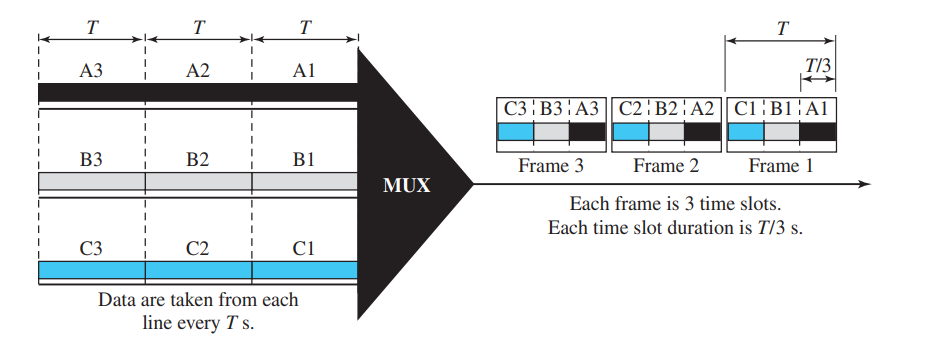 T T T
A3 A2 A1
B3 B2 B1
C3 C2 C1
Data are taken from each
line every T s.
MUX
T
T/3
C3 B3 A3 C2 B2 A2 C1 B1 A1
Frame 3 Frame 2 Frame 1
Each frame is 3 time slots.
Each time slot duration is T/3 s.